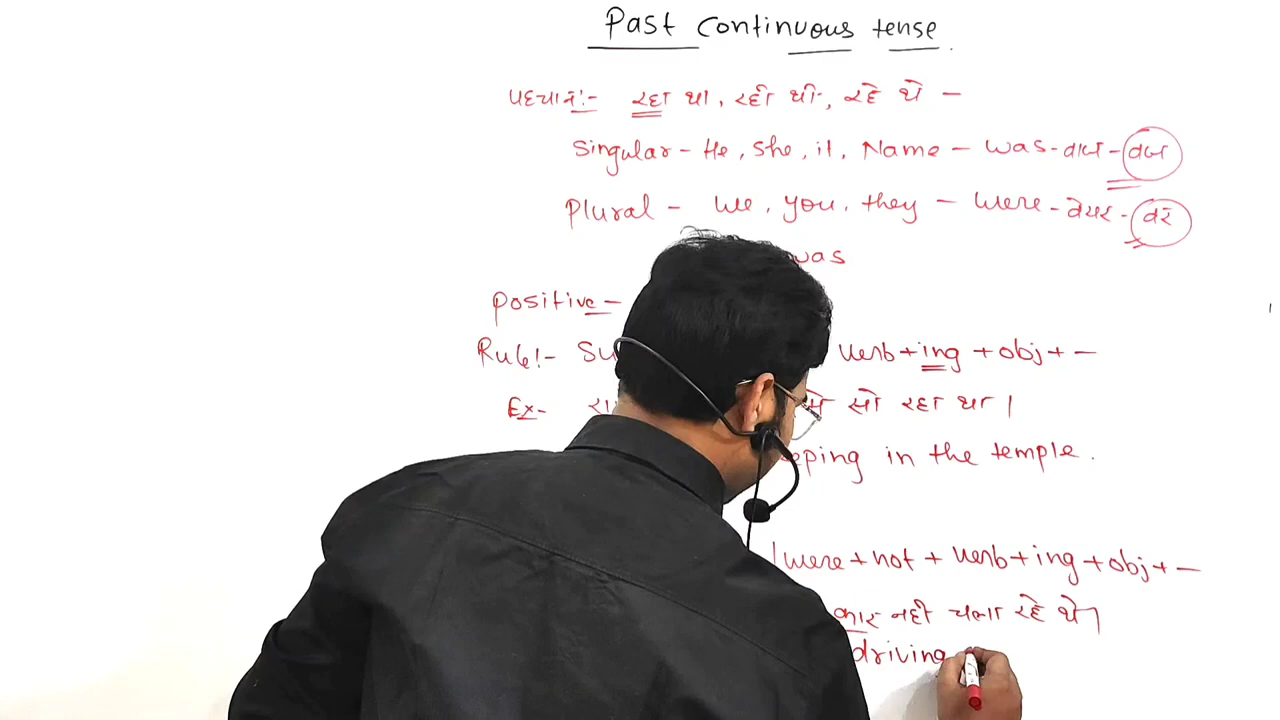 Past Continuous tense.
पहचानः- रहा था, रही थी, रहे थे –
Singular - He, she, it, Name – was - वाज - वज
Plural - we, you, they – were - वेयर - वर
was
positive –
Rule!- Su verb + ing + obj + –
Ex- रा मे सो रहा था।
eping in the temple.
/were + not + verb + ing + obj + –
कार नही चला रहे थे।
driving